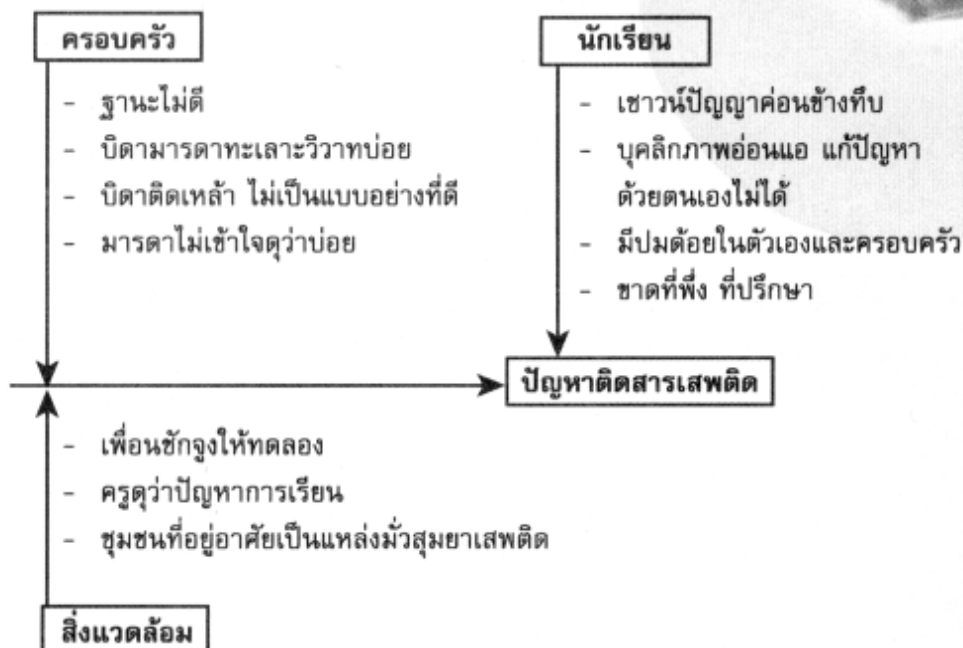 ครอบครัว
- ฐานะไม่ดี
- บิดามารดาทะเลาะวิวาทบ่อย
- บิดาติดเหล้า ไม่เป็นแบบอย่างที่ดี
- มารดาไม่เข้าใจดุว่าบ่อย
นักเรียน
- เชาวน์ปัญญาค่อนข้างทึบ
- บุคลิกภาพอ่อนแอ แก้ปัญหา
ด้วยตนเองไม่ได้
- มีปมด้อยในตัวเองและครอบครัว
- ขาดที่พึ่ง ที่ปรึกษา
ปัญหาติดสารเสพติด
- เพื่อนชักจูงให้ทดลอง
- ครูดุว่าปัญหาการเรียน
- ชุมชนที่อยู่อาศัยเป็นแหล่งมั่วสุมยาเสพติด
สิ่งแวดล้อม